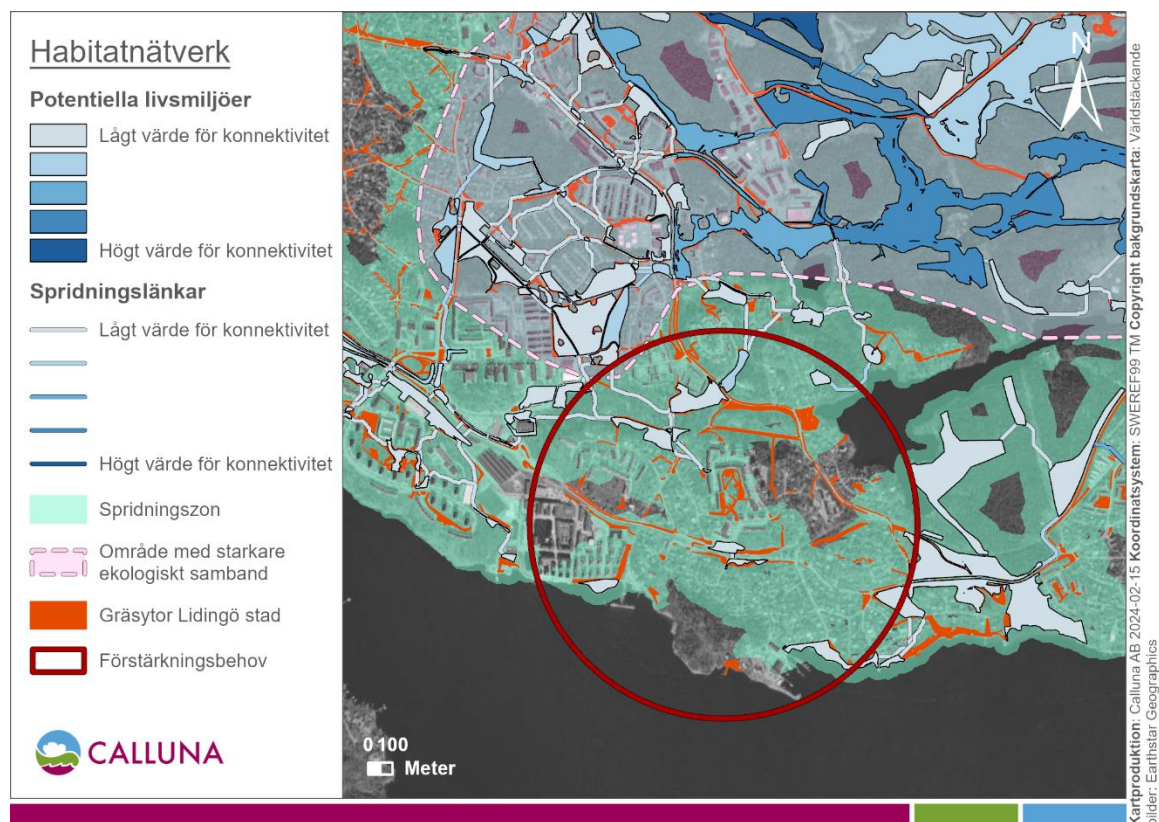 Habitatnätverk
Potentiella livsmiljöer
Lågt värde för konnektivitet
Högt värde för konnektivitet
Spridningslänkar
Lågt värde för konnektivitet
Högt värde för konnektivitet
Spridningszon
Område med starkare
ekologiskt samband
Gräsytor Lidingö stad
Förstärkningsbehov
CALLUNA
N
0 100
Meter
Kartproduktion: Calluna AB 2024-02-15 Koordinatsystem: SWEREF99 TM Copyright bakgrundskarta: Världstäckande
bilder: Earthstar Geographics